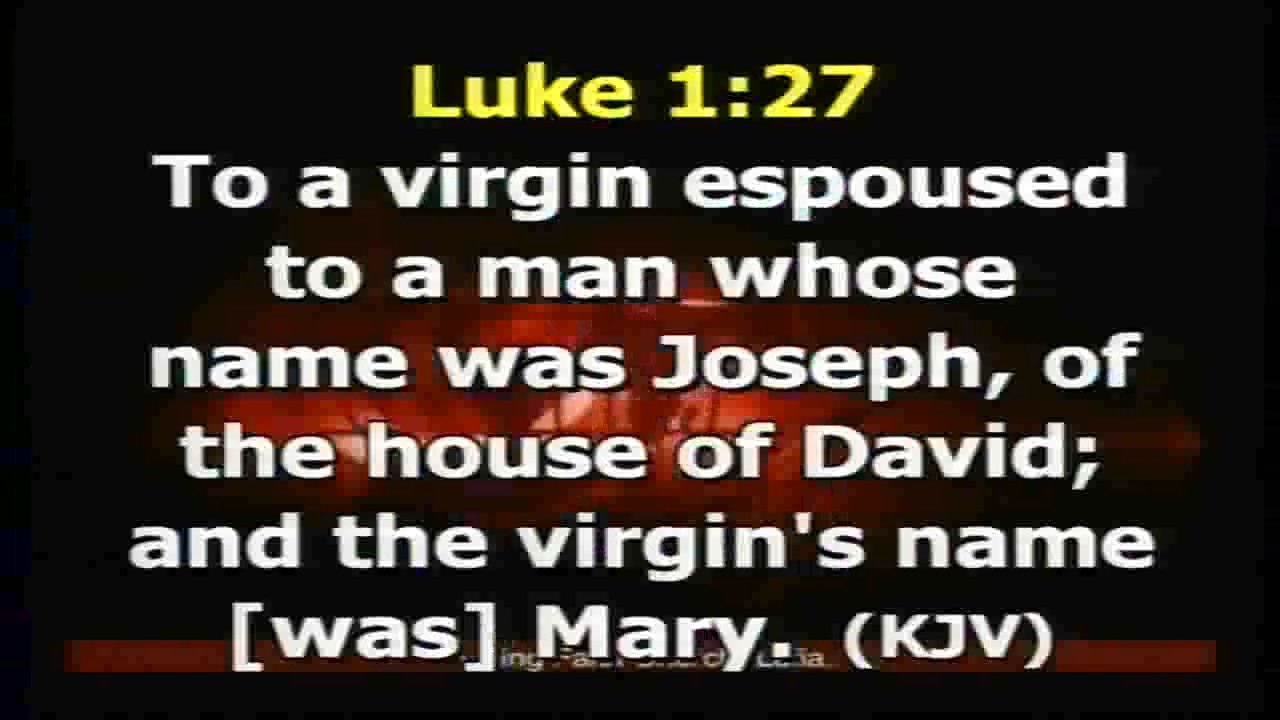 Luke 1:27
To a virgin espoused
to a man whose
name was Joseph, of
the house of David;
and the virgin's name
[was] Mary. (KJV)